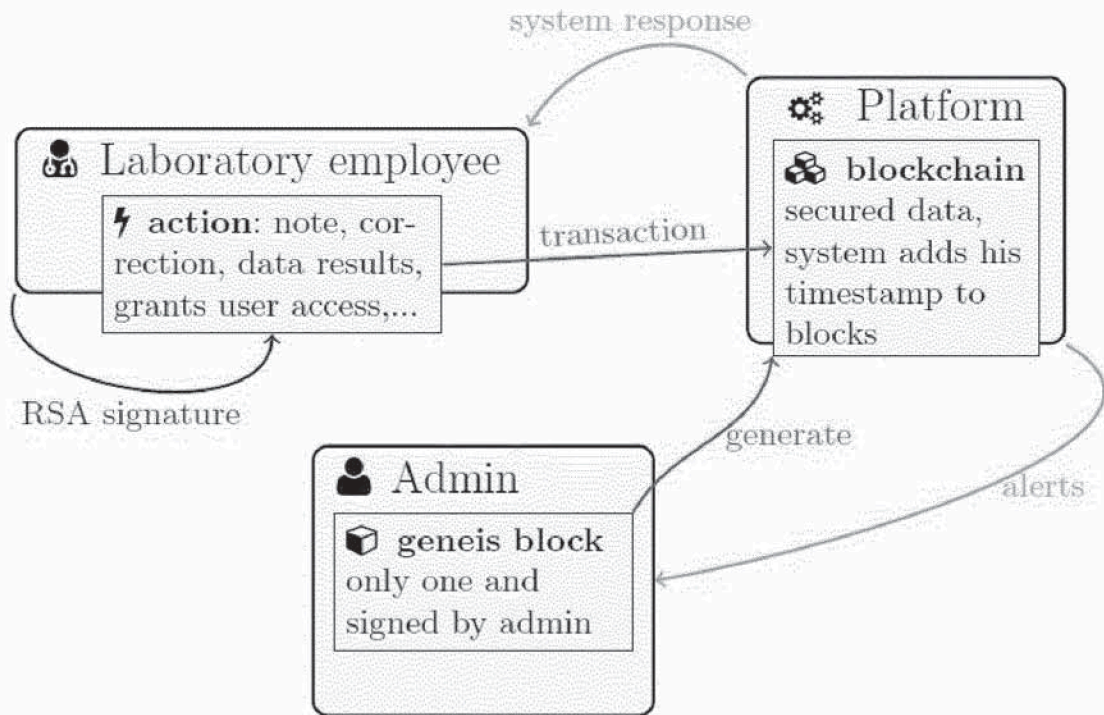 system response
Platform
Laboratory employee
blockchain
secured data,
system adds his
timestamp to
blocks
action: note, cor-
rection, data results,
grants user access,...
transaction
RSA signature
generate
Admin
alerts
geneis block
only one and
signed by admin